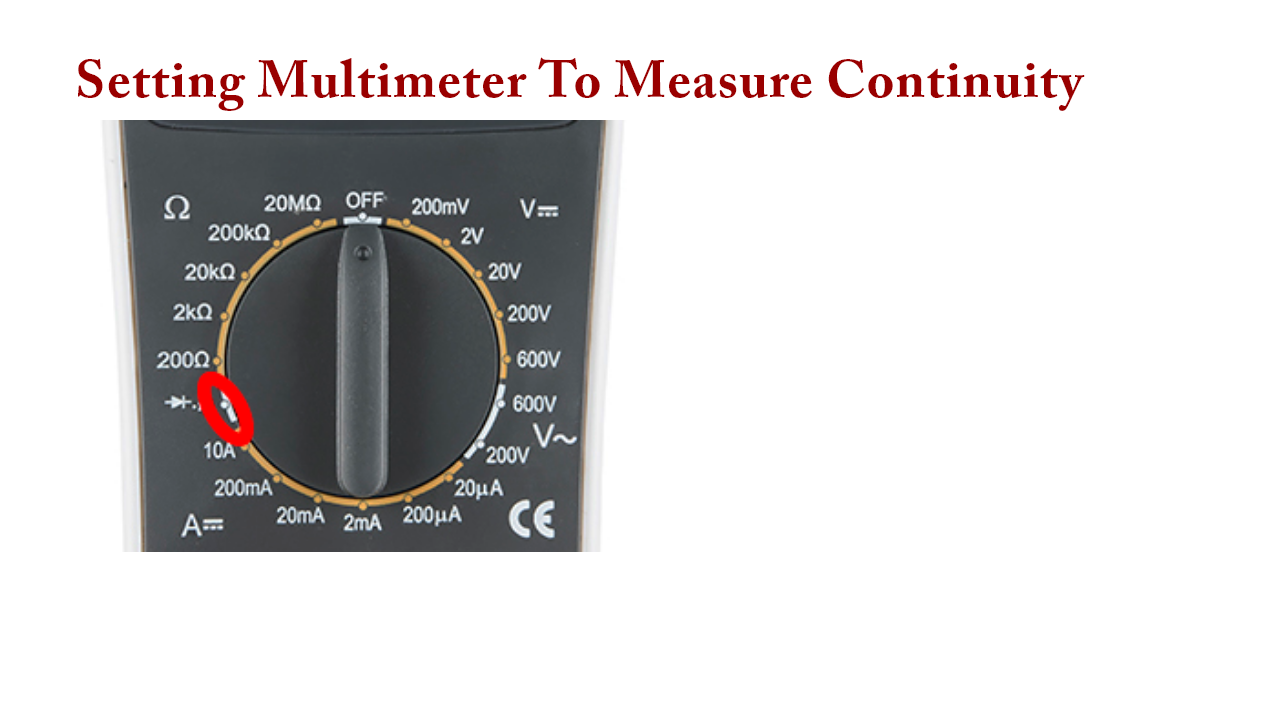 Setting Multimeter To Measure Continuity
Ω
20MΩ
OFF
200mV
V
200kΩ
2V
20kΩ
20V
2kΩ
200V
200Ω
600V
600V
10A
200V
V~
200mA
20µA
20mA
2mA
200µA
A
CE